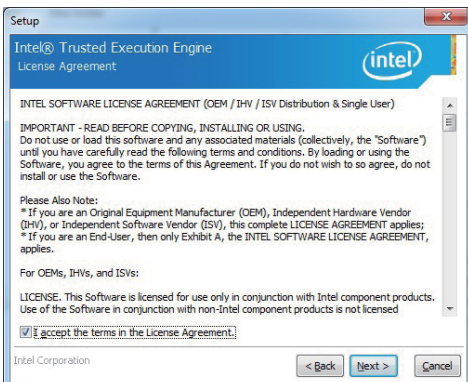 Setup
Intel® Trusted Execution Engine
License Agreement
intel
INTEL SOFTWARE LICENSE AGREEMENT (OEM / IHV / ISV Distribution & Single User)
IMPORTANT - READ BEFORE COPYING, INSTALLING OR USING.
Do not use or load this software and any associated materials (collectively, the "Software")
until you have carefully read the following terms and conditions. By loading or using the
Software, you agree to the terms of this Agreement. If you do not wish to so agree, do not
install or use the Software.
Please Also Note:
* If you are an Original Equipment Manufacturer (OEM), Independent Hardware Vendor
(IHV), or Independent Software Vendor (ISV), this complete LICENSE AGREEMENT applies;
* If you are an End-User, then only Exhibit A, the INTEL SOFTWARE LICENSE AGREEMENT,
applies.
For OEMs, IHVs, and ISVs:
LICENSE. This Software is licensed for use only in conjunction with Intel component products.
Use of the Software in conjunction with non-Intel component products is not licensed
I accept the terms in the License Agreement.
Intel Corporation
< Back
Next >
Cancel